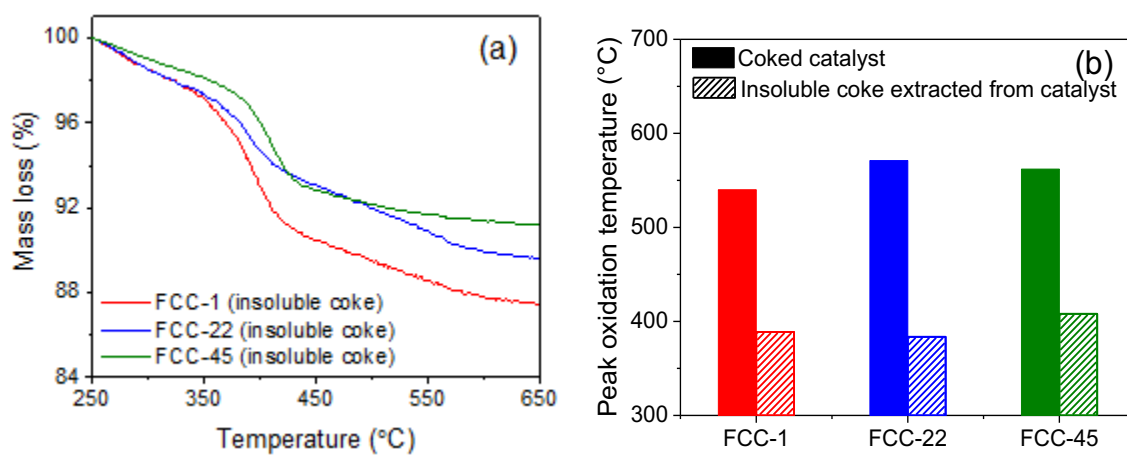 (a)
100
96
92
88
84
Mass loss (%)
FCC-1 (insoluble coke)
FCC-22 (insoluble coke)
FCC-45 (insoluble coke)
250
350
450
550
650
Temperature (°C)
(b)
700
600
500
400
300
Peak oxidation temperature (°C)
Coked catalyst
Insoluble coke extracted from catalyst
FCC-1
FCC-22
FCC-45